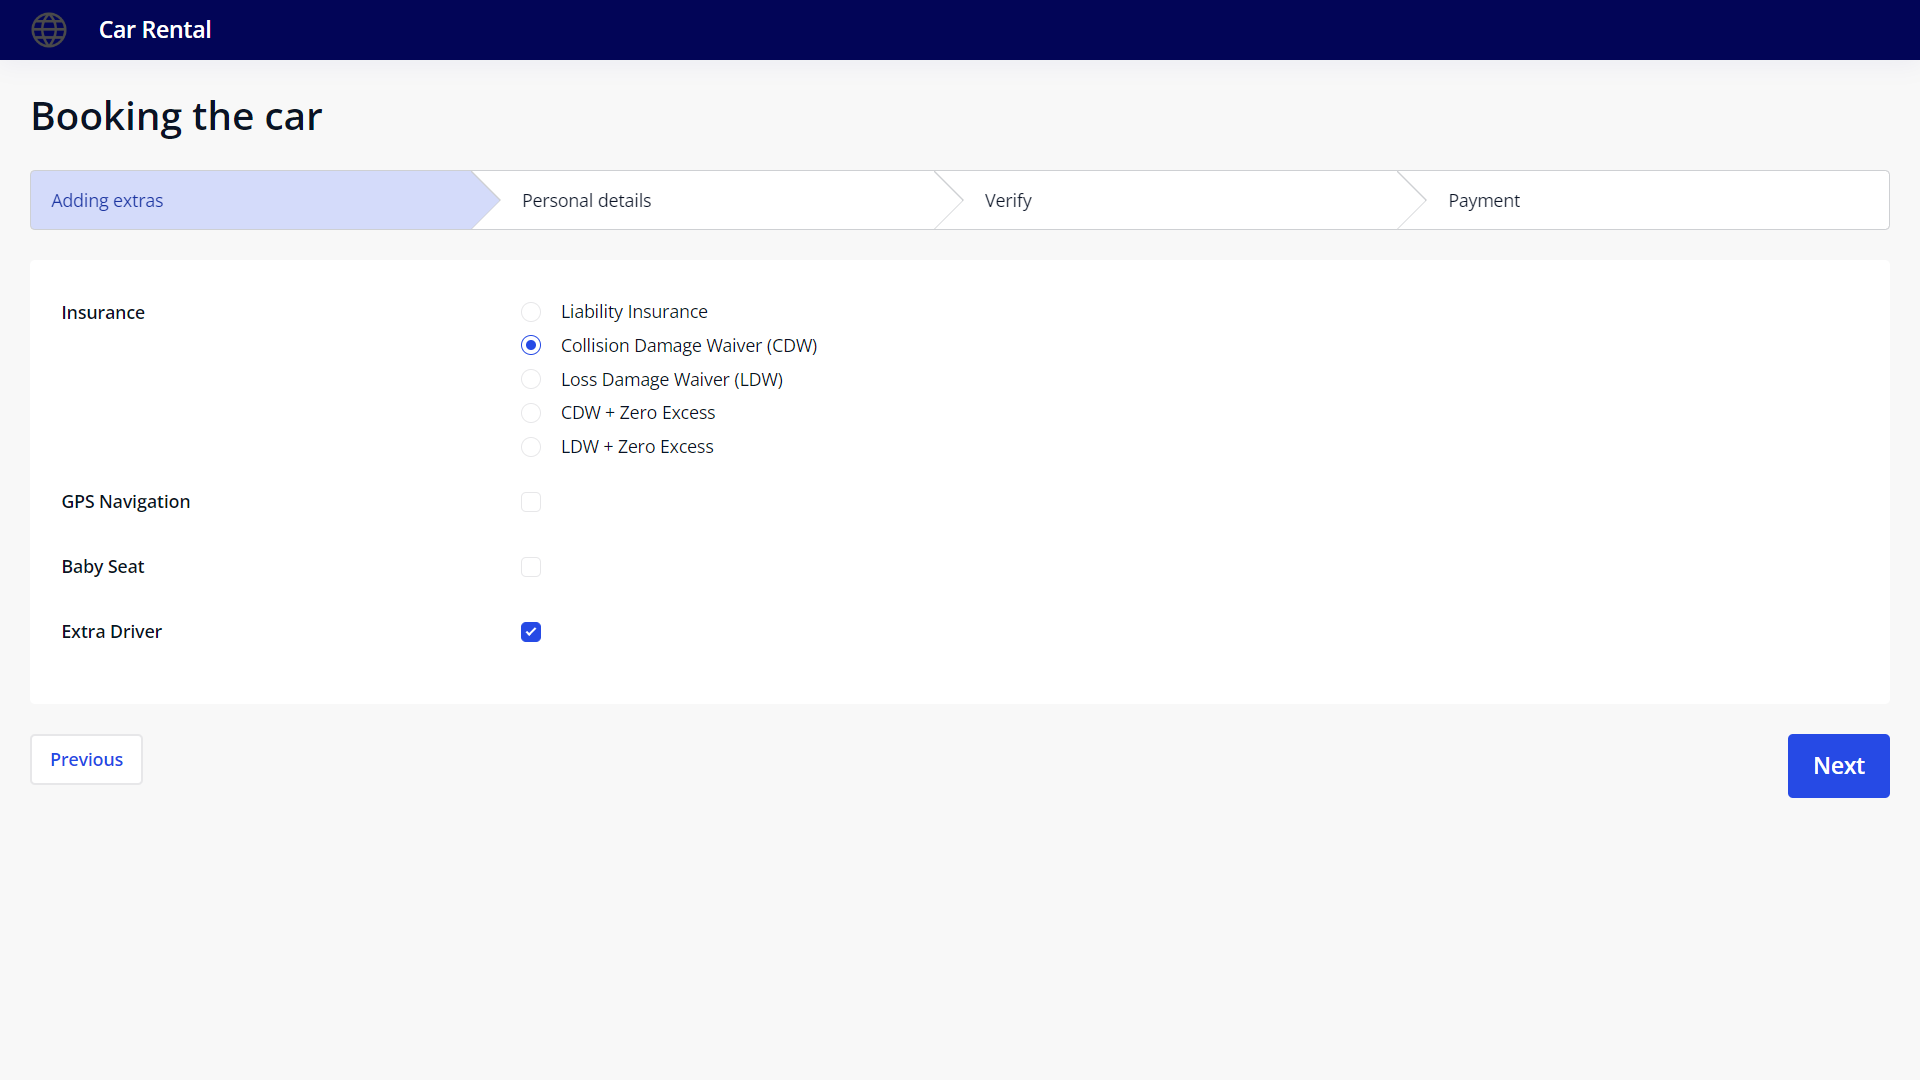 Car Rental
Booking the car
Adding extras
Personal details
Verify
Payment
Insurance
Liability Insurance
Collision Damage Waiver (CDW)
Loss Damage Waiver (LDW)
CDW + Zero Excess
LDW + Zero Excess
GPS Navigation
Baby Seat
Extra Driver
Previous
Next